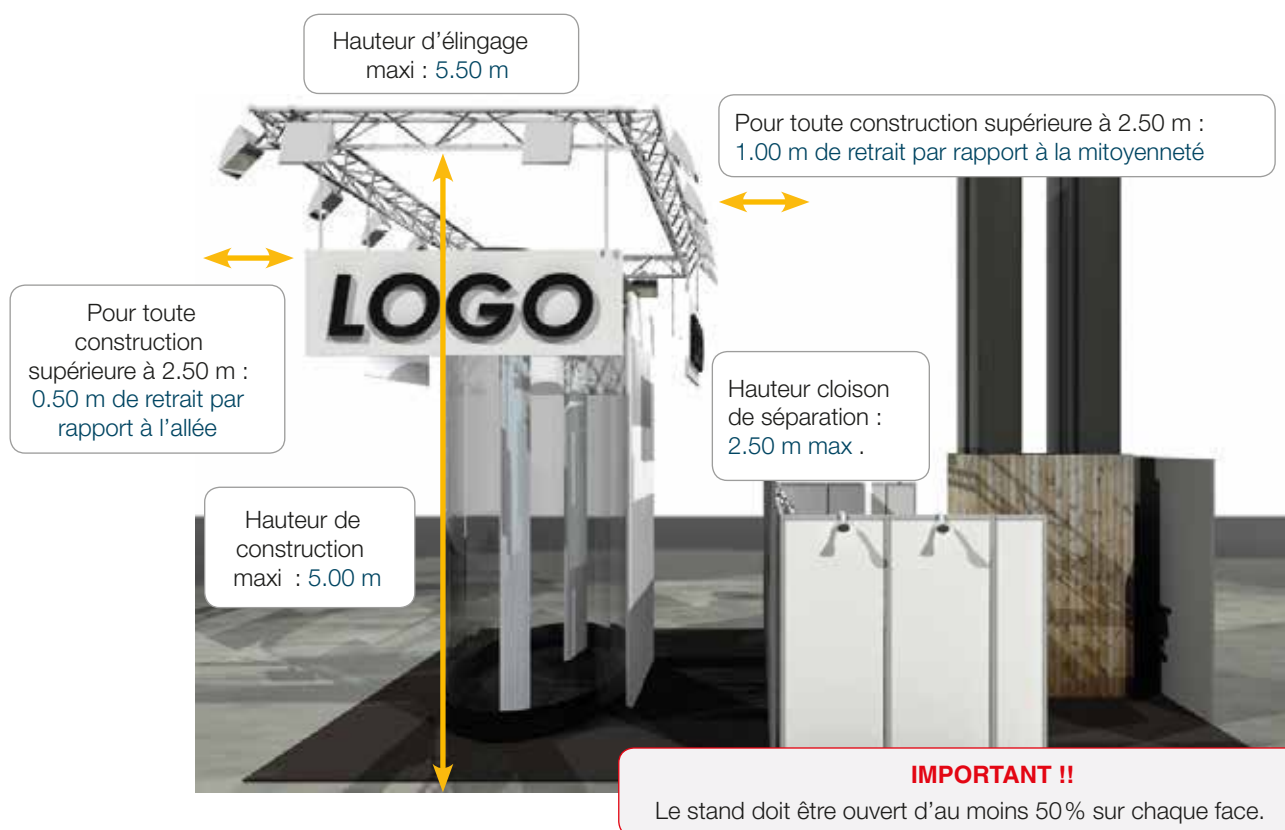 Hauteur d'élingage
maxi : 5.50 m
Pour toute construction supérieure à 2.50 m :
1.00 m de retrait par rapport à la mitoyenneté
LOGO
Pour toute
construction
supérieure à 2.50 m :
0.50 m de retrait par
rapport à l'allée
Hauteur cloison
de séparation :
2.50 m max .
Hauteur de
construction
maxi : 5.00 m
IMPORTANT !!
Le stand doit être ouvert d'au moins 50% sur chaque face.